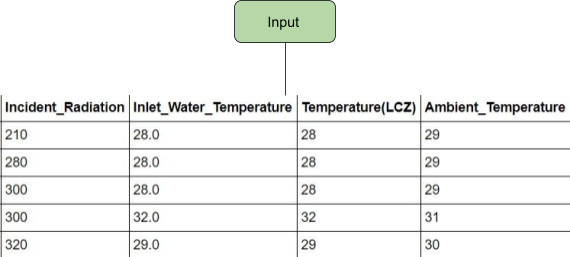 Input
Incident_Radiation Inlet_Water_Temperature Temperature(LCZ) Ambient_Temperature
210 28.0 28 29
280 28.0 28 29
300 28.0 28 29
300 32.0 32 31
320 29.0 29 30